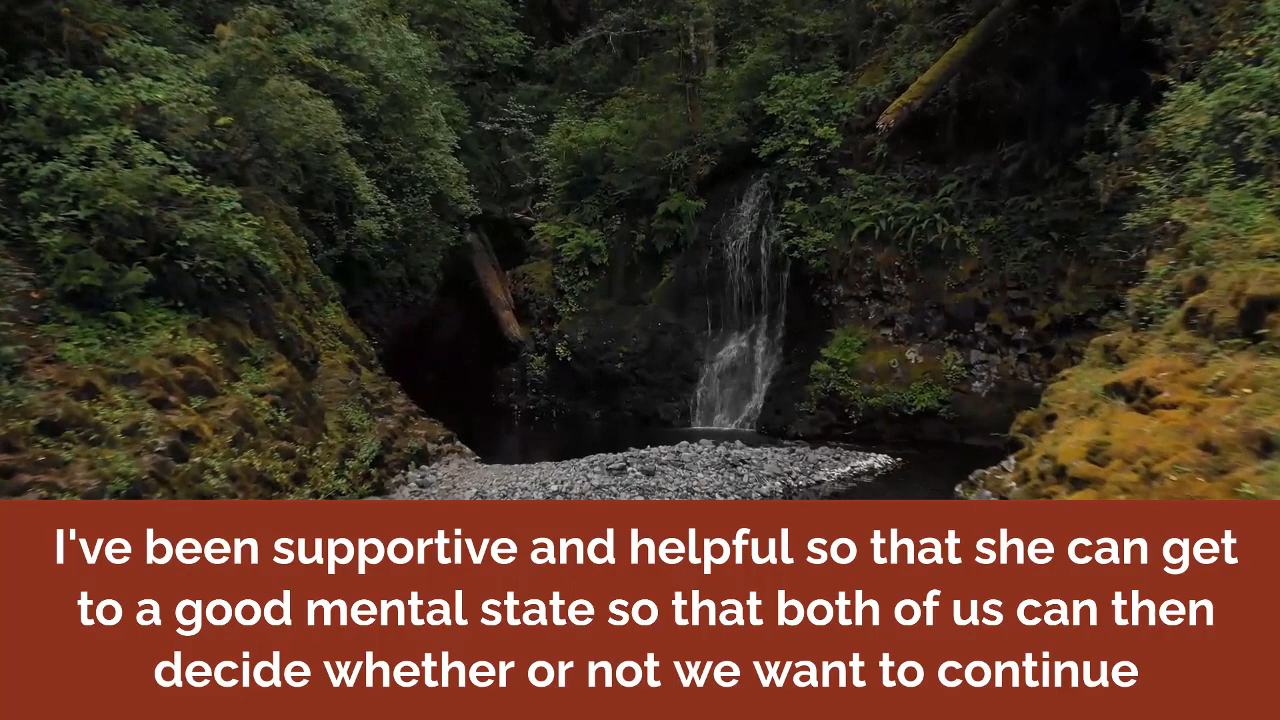 I've been supportive and helpful so that she can get
to a good mental state so that both of us can then
decide whether or not we want to continue